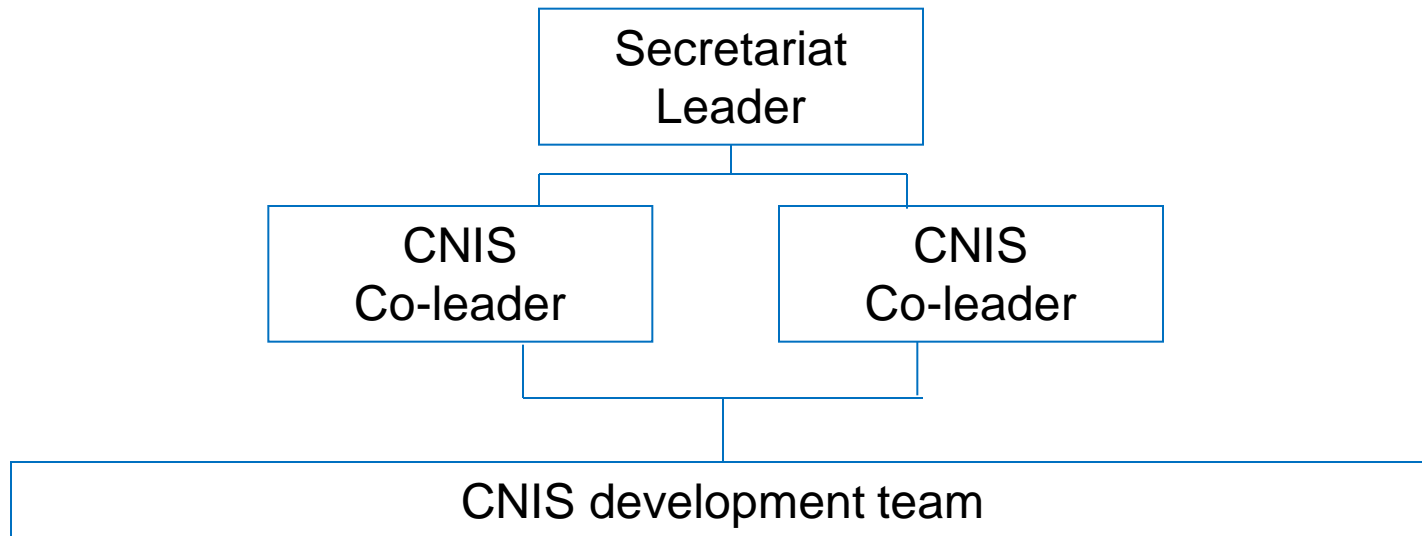 Secretariat
Leader
CNIS
Co-leader
CNIS
Co-leader
CNIS development team